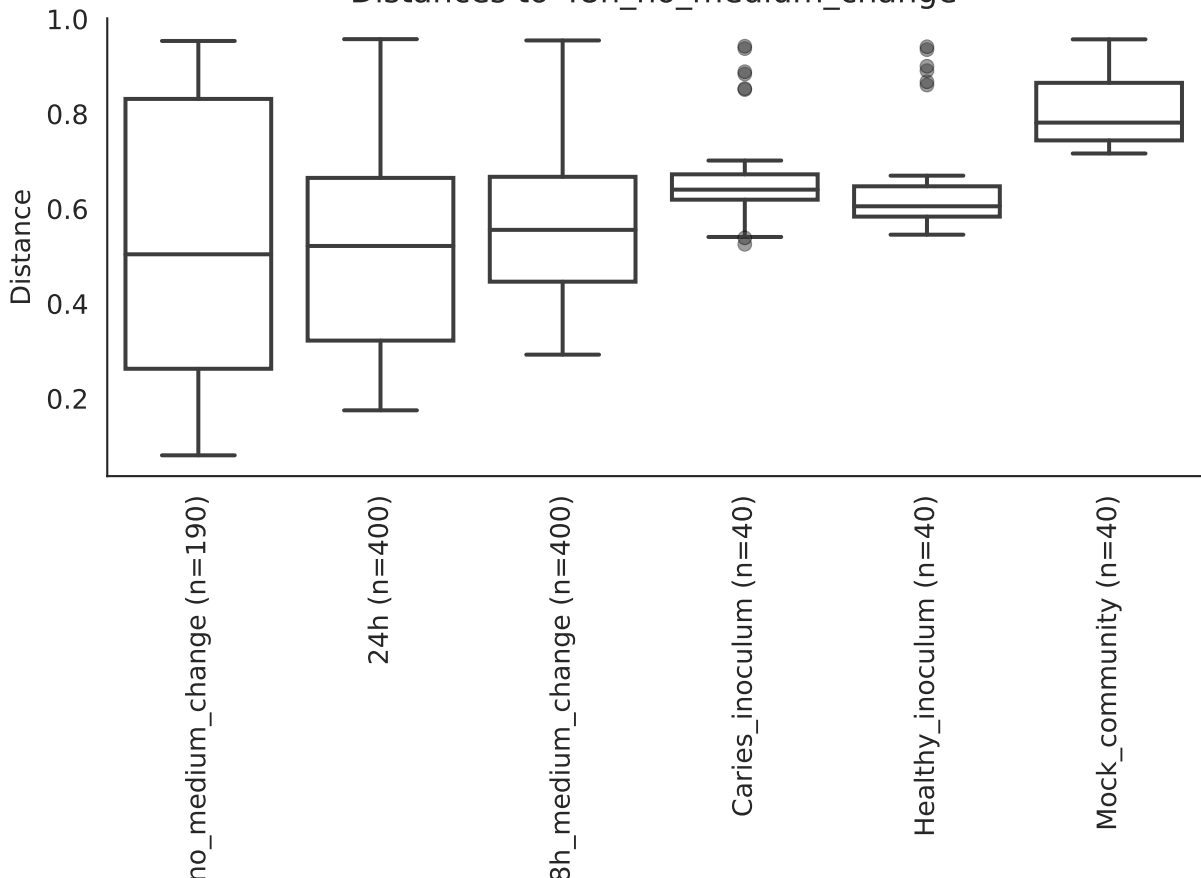 Distances to 48h_no_medium_change
1.0
0.8
0.6
0.4
0.2
Distance
no_medium_change (n=190)
24h (n=400)
8h_medium_change (n=400)
Caries_inoculum (n=40)
Healthy_inoculum (n=40)
Mock_community (n=40)